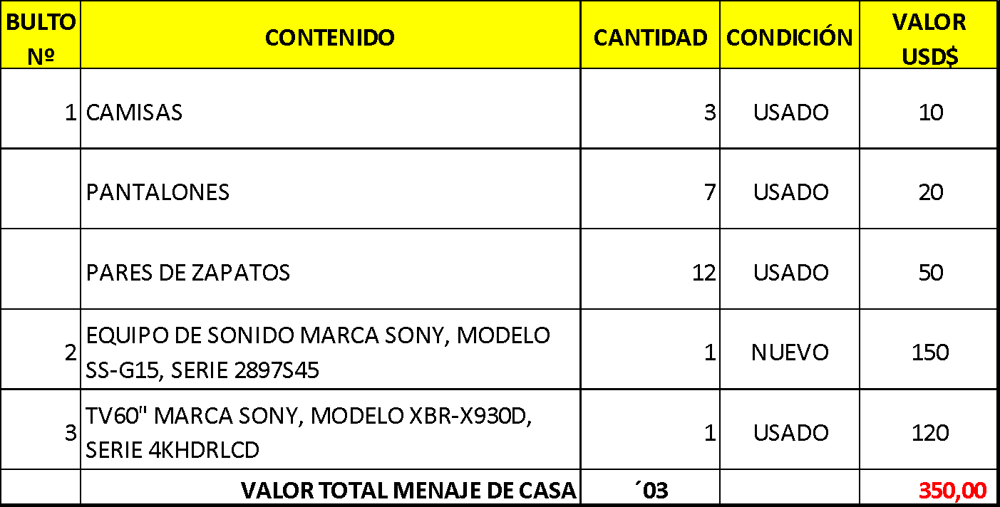 BULTO Nº CONTENIDO CANTIDAD CONDICIÓN VALOR USD$
1 CAMISAS 3 USADO 10
PANTALONES 7 USADO 20
PARES DE ZAPATOS 12 USADO 50
EQUIPO DE SONIDO MARCA SONY, MODELO
2 SS-G15, SERIE 2897S45 1 NUEVO 150
TV60" MARCA SONY, MODELO XBR-X930D,
3 SERIE 4KHDRLCD 1 USADO 120
VALOR TOTAL MENAJE DE CASA ´03 350,00